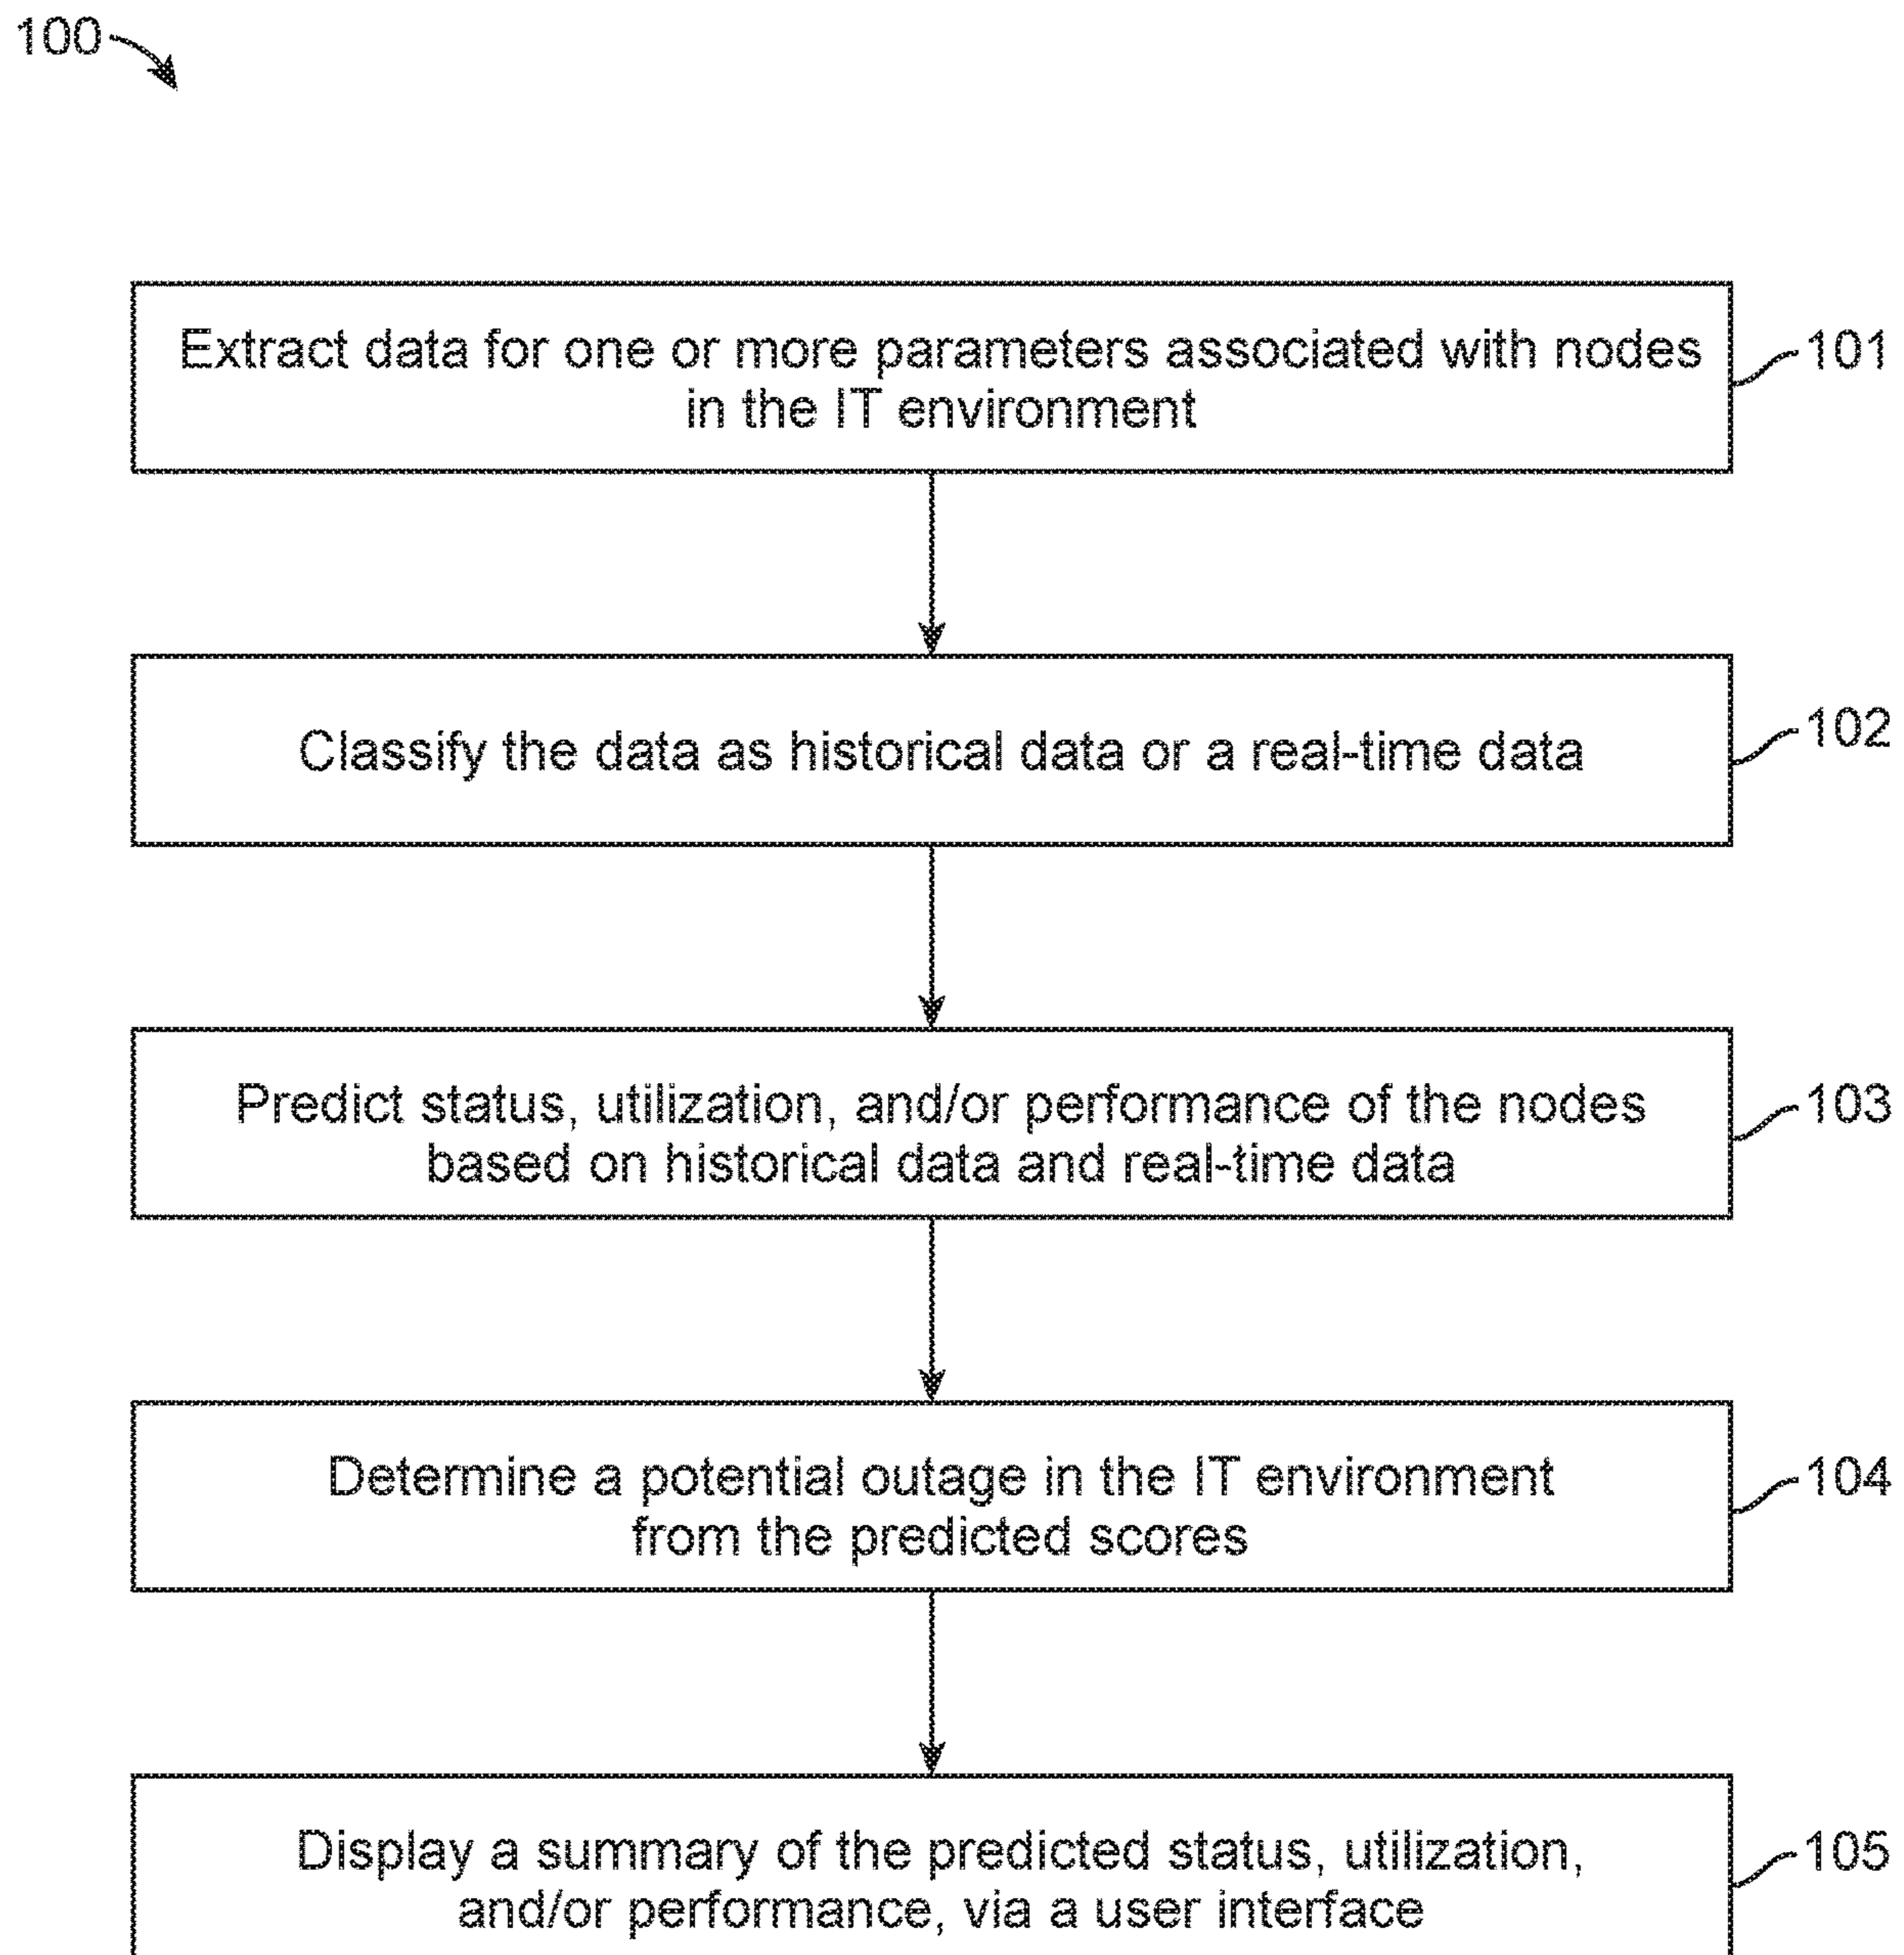 100
Extract data for one or more parameters associated with nodes
in the IT environment
101
Classify the data as historical data or a real-time data
102
Predict status, utilization, and/or performance of the nodes
based on historical data and real-time data
103
Determine a potential outage in the IT environment
from the predicted scores
104
Display a summary of the predicted status, utilization,
and/or performance, via a user interface
105